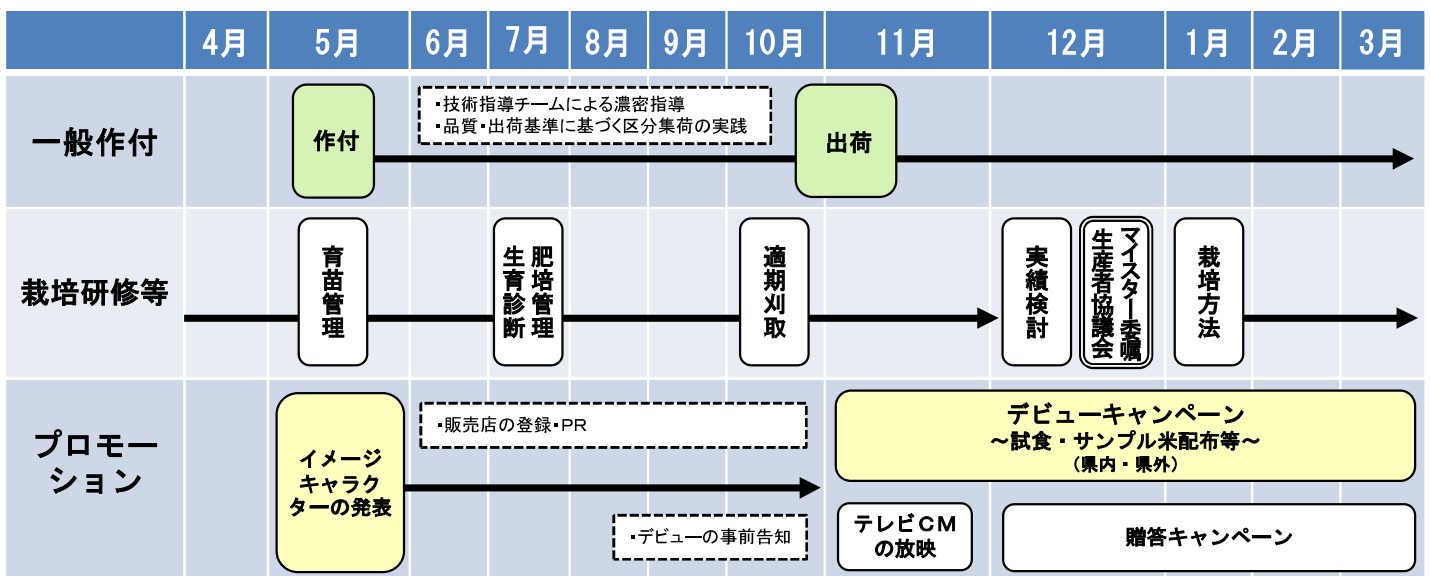 4月 5月 6月 7月 8月 9月 10月 11月 12月 1月 2月 3月
一般作付
作付
・技術指導チームによる濃密指導
・品質・出荷基準に基づく区分集荷の実践
出荷
栽培研修等
育苗管理
肥培管理
生育診断
適期刈取
実績検討
マイスター委嘱
生産者協議会
栽培方法
プロモー
ション
イメージ
キャラク
ターの発表
・販売店の登録・PR
・デビューの事前告知
デビューキャンペーン
～試食・サンプル米配布等～
（県内・県外）
テレビCM
の放映
贈答キャンペーン